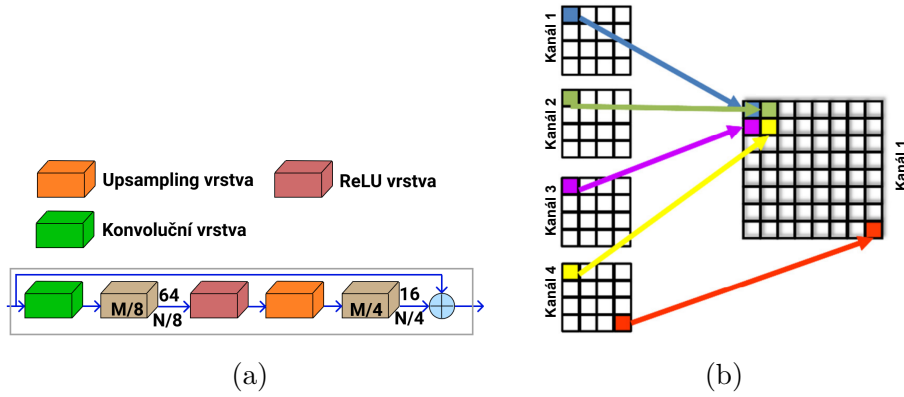 Upsampling vrstva
ReLU vrstva
Konvoluční vrstva
M/8
64
N/8
M/4
16
N/4
(a)
Kanál 1
Kanál 2
Kanál 3
Kanál 4
Kanál 1
(b)